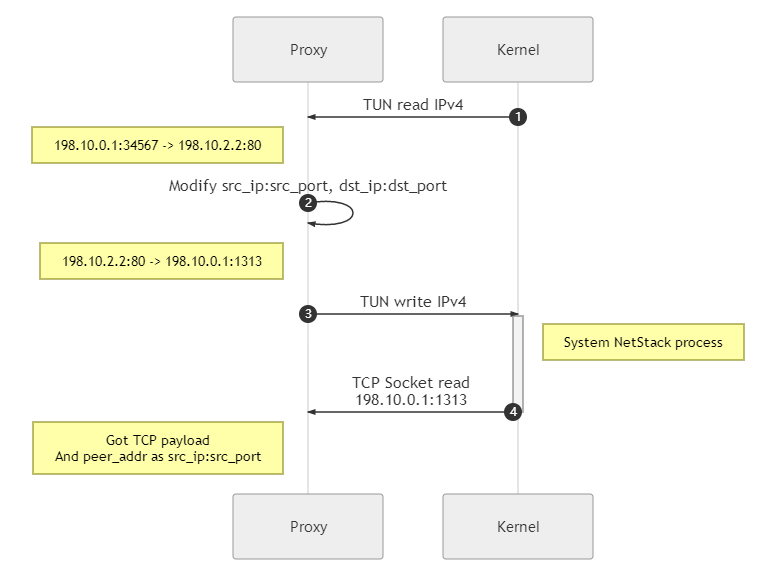 Proxy
Kernel
TUN read IPv4
1
198.10.0.1:34567 -> 198.10.2.2:80
Modify src_ip:src_port, dst_ip:dst_port
2
198.10.2.2:80 -> 198.10.0.1:1313
3
TUN write IPv4
System NetStack process
TCP Socket read
198.10.0.1:1313
4
Got TCP payload
And peer_addr as src_ip:src_port
Proxy
Kernel